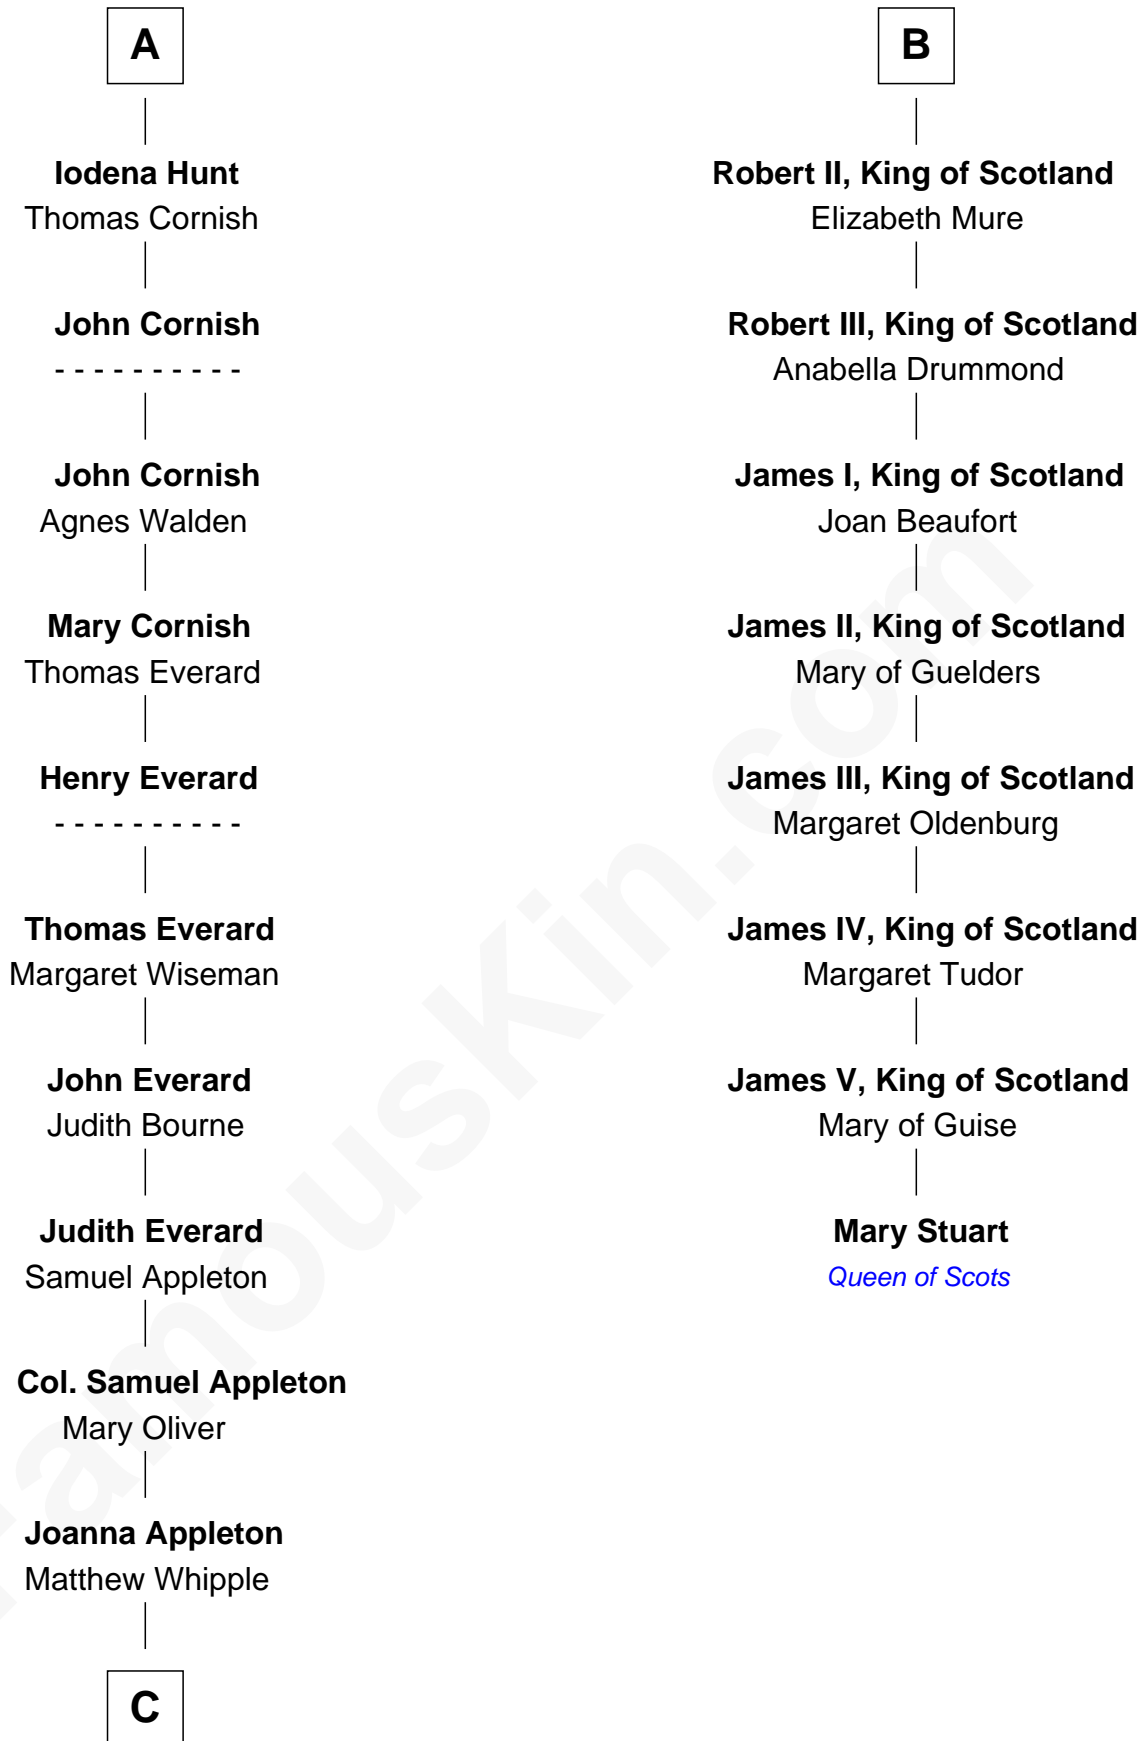 A
Iodena Hunt
Thomas Cornish
John Cornish
- - - - - - - - - -
John Cornish
Agnes Walden
Mary Cornish
Thomas Everard
Henry Everard
- - - - - - - - - -
Thomas Everard
Margaret Wiseman
John Everard
Judith Bourne
Judith Everard
Samuel Appleton
Col. Samuel Appleton
Mary Oliver
Joanna Appleton
Matthew Whipple
C
B
Robert II, King of Scotland
Elizabeth Mure
Robert III, King of Scotland
Anabella Drummond
James I, King of Scotland
Joan Beaufort
James II, King of Scotland
Mary of Guelders
James III, King of Scotland
Margaret Oldenburg
James IV, King of Scotland
Margaret Tudor
James V, King of Scotland
Mary of Guise
Mary Stuart
Queen of Scots
FamousKin.com